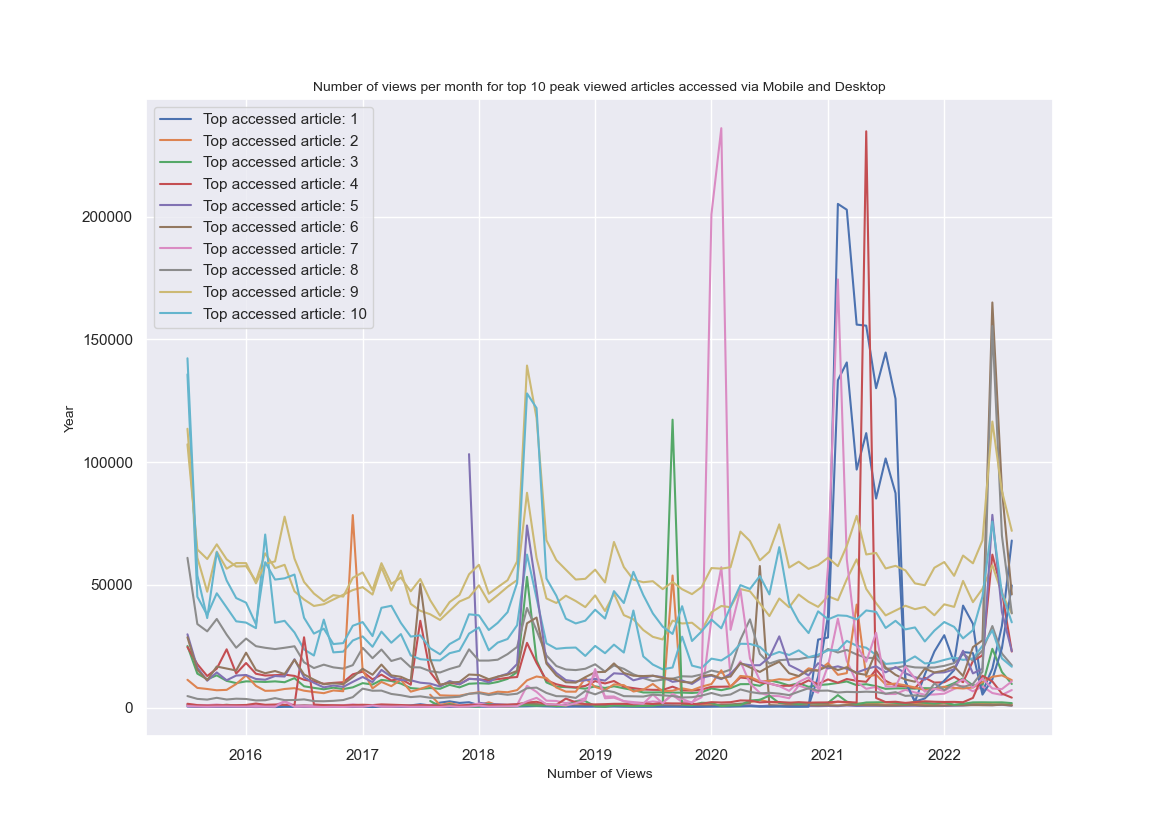 Number of views per month for top 10 peak viewed articles accessed via Mobile and Desktop
Top accessed article: 1
Top accessed article: 2
Top accessed article: 3
Top accessed article: 4
Top accessed article: 5
Top accessed article: 6
Top accessed article: 7
Top accessed article: 8
Top accessed article: 9
Top accessed article: 10
200000
150000
100000
50000
0
Year
2016 2017 2018 2019 2020 2021 2022
Number of Views